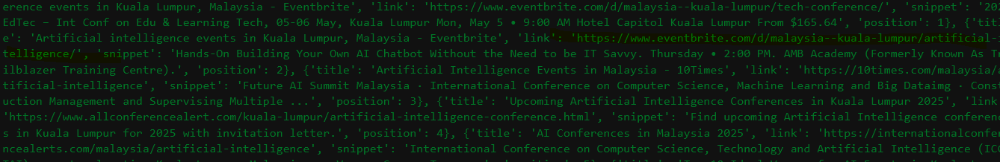 erence events in Kuala Lumpur, Malaysia - Eventbrite', 'link': 'https://www.eventbrite.com/d/malaysia--kuala-lumpur/tech-conference/', 'snippet': '202
EdTec – Int Conf on Edu & Learning Tech, 05-06 May, Kuala Lumpur Mon, May 5 • 9:00 AM Hotel Capitol Kuala Lumpur From $165.64', 'position': 1}, {'tit
e': 'Artificial intelligence events in Kuala Lumpur, Malaysia - Eventbrite', 'link': 'https://www.eventbrite.com/d/malaysia--kuala-lumpur/artificial-
telligence/', 'snippet': 'Hands-On Building Your Own AI Chatbot Without the Need to be IT Savvy. Thursday • 2:00 PM. AMB Academy (Formerly Known As Tr
ilblazer Training Centre).', 'position': 2}, {'title': 'Artificial Intelligence Events in Malaysia - 10Times', 'link': 'https://10times.com/malaysia/
tificial-intelligence', 'snippet': 'Future AI Summit Malaysia · International Conference on Computer Science, Machine Learning and Big Dataimg · Const
uction Management and Supervising Multiple ...', 'position': 3}, {'title': 'Upcoming Artificial Intelligence Conferences in Kuala Lumpur 2025', 'link'
'https://www.allconferencealert.com/kuala-lumpur/artificial-intelligence-conference.html', 'snippet': 'Find upcoming Artificial Intelligence conferen
s in Kuala Lumpur for 2025 with invitation letter.', 'position': 4}, {'title': 'AI Conferences in Malaysia 2025', 'link': 'https://internationalconfe
ncealerts.com/malaysia/artificial-intelligence', 'snippet': 'International Conference on Computer Science, Technology and Artificial Intelligence (IC